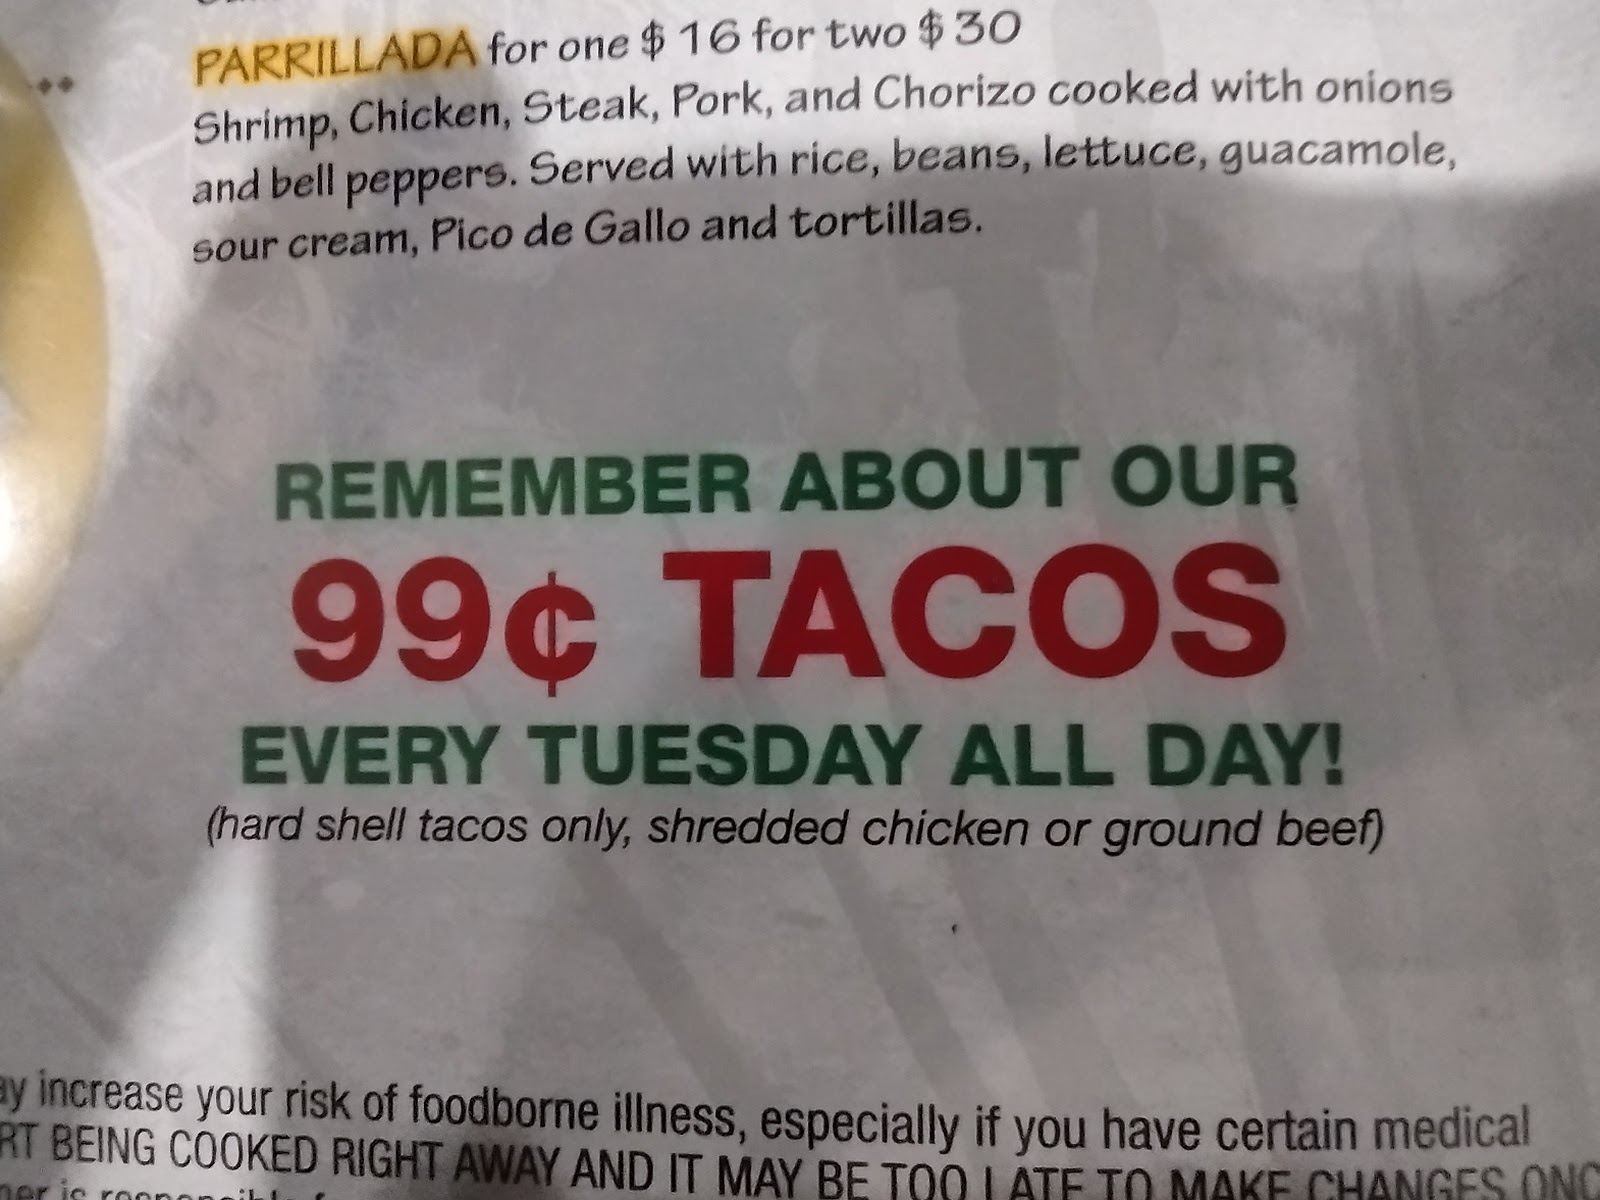 PARRILLADA for one $ 16 for two $ 30
Shrimp, Chicken, Steak, Pork, and Chorizo cooked with onions
and bell peppers. Served with rice, beans, lettuce, guacamole,
sour cream, Pico de Gallo and tortillas.
REMEMBER ABOUT OUR
99¢ TACOS
EVERY TUESDAY ALL DAY!
(hard shell tacos only, shredded chicken or ground beef)
increase your risk of foodborne illness, especially if you have certain medical
BEING COOKED RIGHT AWAY AND IT MAY BE TOO LATE TO MAKE CHANGES
is